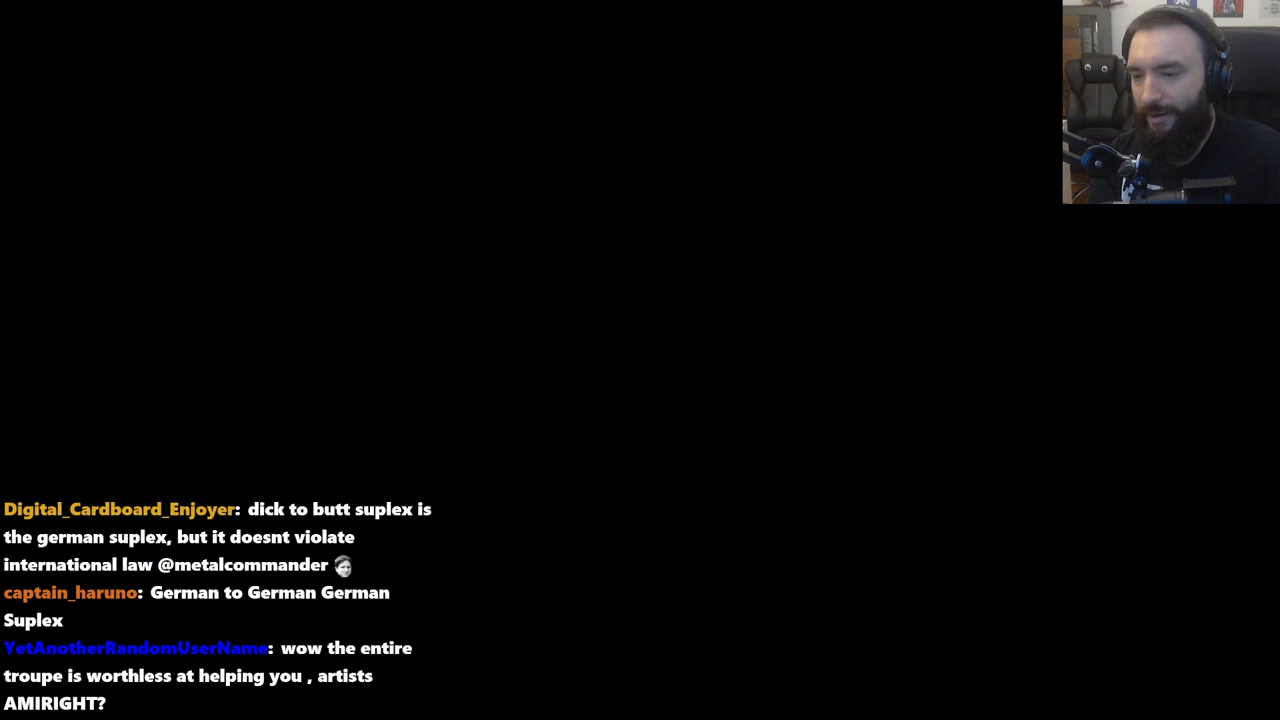 Digital_Cardboard_Enjoyer: dick to butt suplex is
the german suplex, but it doesnt violate
international law @metalcommander
captain_haruno: German to German German
Suplex
YetAnotherRandomUserName: wow the entire
troupe is worthless at helping you , artists
AMIRIGHT?